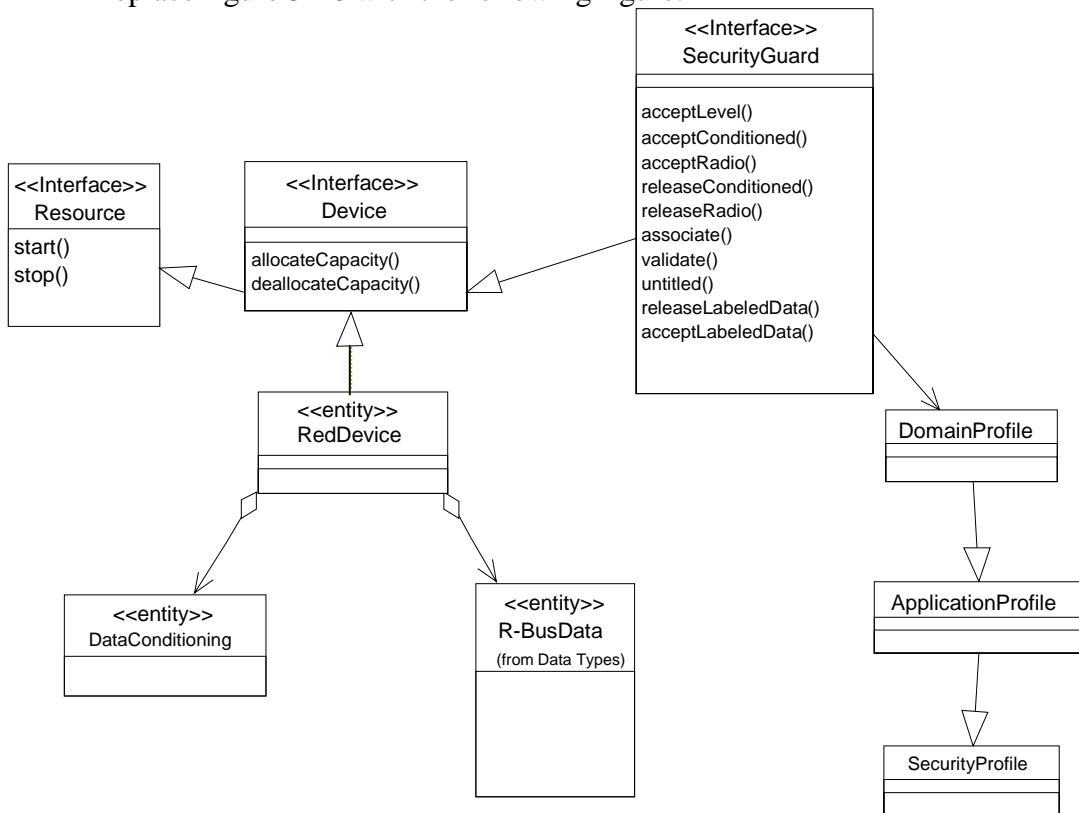 <<Interface>>
SecurityGuard
acceptLevel()
acceptConditioned()
acceptRadio()
releaseConditioned()
releaseRadio()
associate()
validate()
untitled()
releaseLabeledData()
acceptLabeledData()
<<Interface>>
Resource
start()
stop()
<<Interface>>
Device
allocateCapacity()
deallocateCapacity()
<<entity>>
RedDevice
DomainProfile
<<entity>>
DataConditioning
<<entity>>
R-BusData
(from Data Types)
ApplicationProfile
SecurityProfile